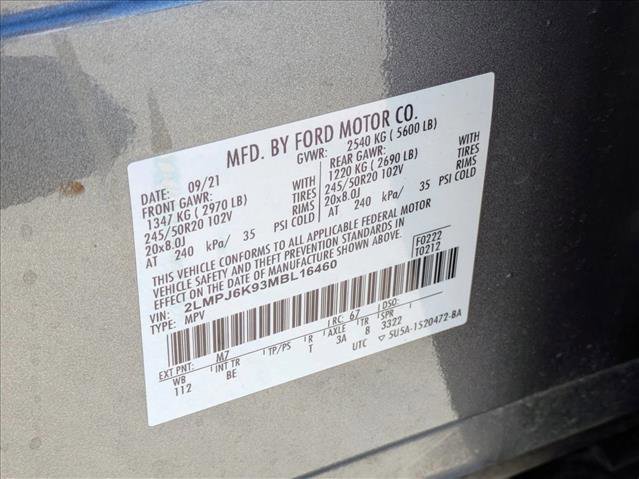 MFD. BY FORD MOTOR CO.
DATE: 09/21 GVWR: 2540 KG ( 5600 LB)
FRONT GAWR: REAR GAWR:
1347 KG ( 2970 LB) WITH 1220 KG ( 2690 LB) WITH
245/50R20 102V TIRES 245/50R20 102V TIRES
20x8.0J RIMS 20x8.0J RIMS
AT 240 kPa/ 35 PSI COLD AT 240 kPa/ 35 PSI COLD
THIS VEHICLE CONFORMS TO ALL APPLICABLE FEDERAL MOTOR
VEHICLE SAFETY AND THEFT PREVENTION STANDARDS IN
EFFECT ON THE DATE OF MANUFACTURE SHOWN ABOVE.
F0222
T0212
VIN: 2LMPJ6K93MBL16460
TYPE: MPV
EXT PNT: M7 RC: 67 DSO:
WB INT TR TP/PS R AXLE TR SPR
112 BE T 3A B 3322
UTC 5U5A-1520472-BA